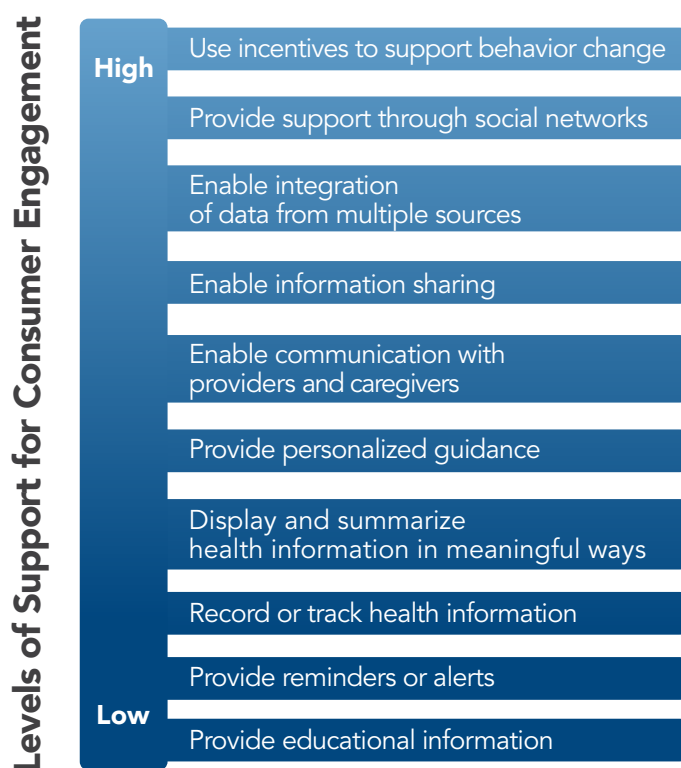 Levels of Support for Consumer Engagement
High
Use incentives to support behavior change
Provide support through social networks
Enable integration
of data from multiple sources
Enable information sharing
Enable communication with
providers and caregivers
Provide personalized guidance
Display and summarize
health information in meaningful ways
Record or track health information
Provide reminders or alerts
Low
Provide educational information